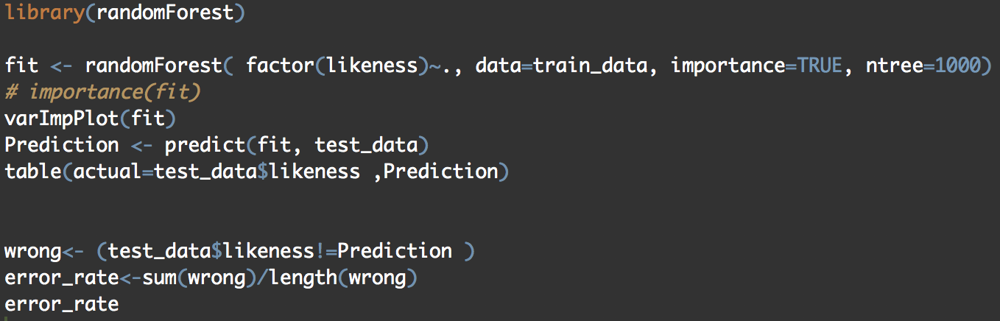 library(randomForest)
fit <- randomForest( factor(likeness)~., data=train_data, importance=TRUE, ntree=1000)
# importance(fit)
varImpPlot(fit)
Prediction <- predict(fit, test_data)
table(actual=test_data$likeness ,Prediction)
wrong<- (test_data$likeness!=Prediction )
error_rate<-sum(wrong)/length(wrong)
error_rate